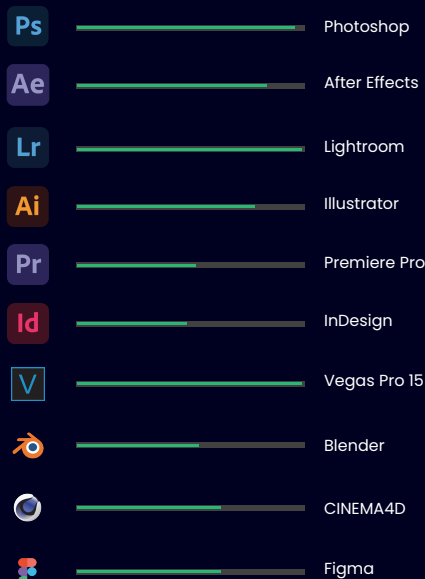 Ps Photoshop
Ae After Effects
Lr Lightroom
Ai Illustrator
Pr Premiere Pro
Id InDesign
V Vegas Pro 15
Blender
CINEMA4D
Figma